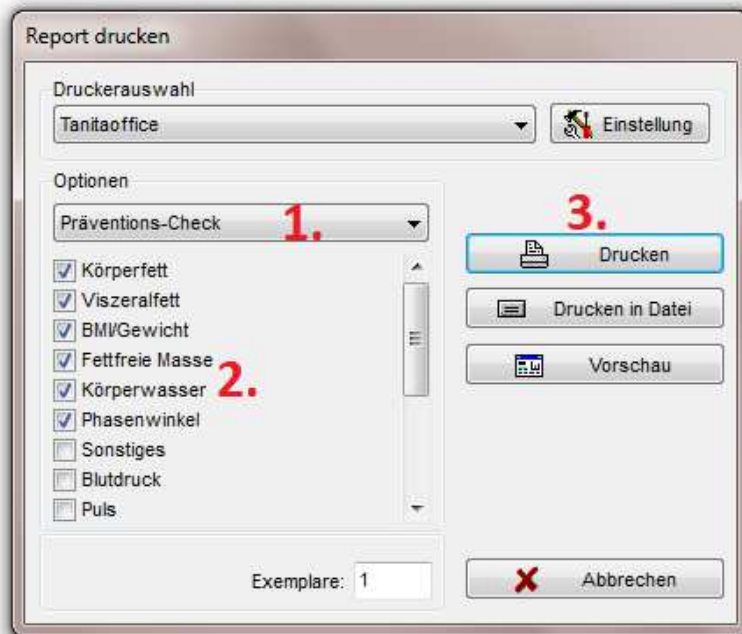 Report drucken
Druckerauswahl
Tanitaoffice
Einstellung
Optionen
Präventions-Check
1.
3.
Drucken
Körperfett
Viszeralfett
Drucken in Datei
BMI/Gewicht
Fettfreie Masse
Vorschau
Körperwasser
2.
Phasenwinkel
Sonstiges
Blutdruck
Puls
Exemplare: 1
Abbrechen